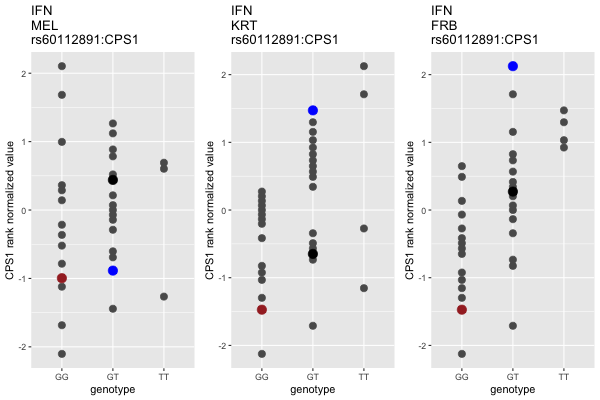 IFN
MEL
rs60112891:CPS1
IFN
KRT
rs60112891:CPS1
IFN
FRB
rs60112891:CPS1
CPS1 rank normalized value
2
1
0
-1
-2
GG GT TT
genotype
CPS1 rank normalized value
2
1
0
-1
-2
GG GT TT
genotype
CPS1 rank normalized value
2
1
0
-1
-2
GG GT TT
genotype